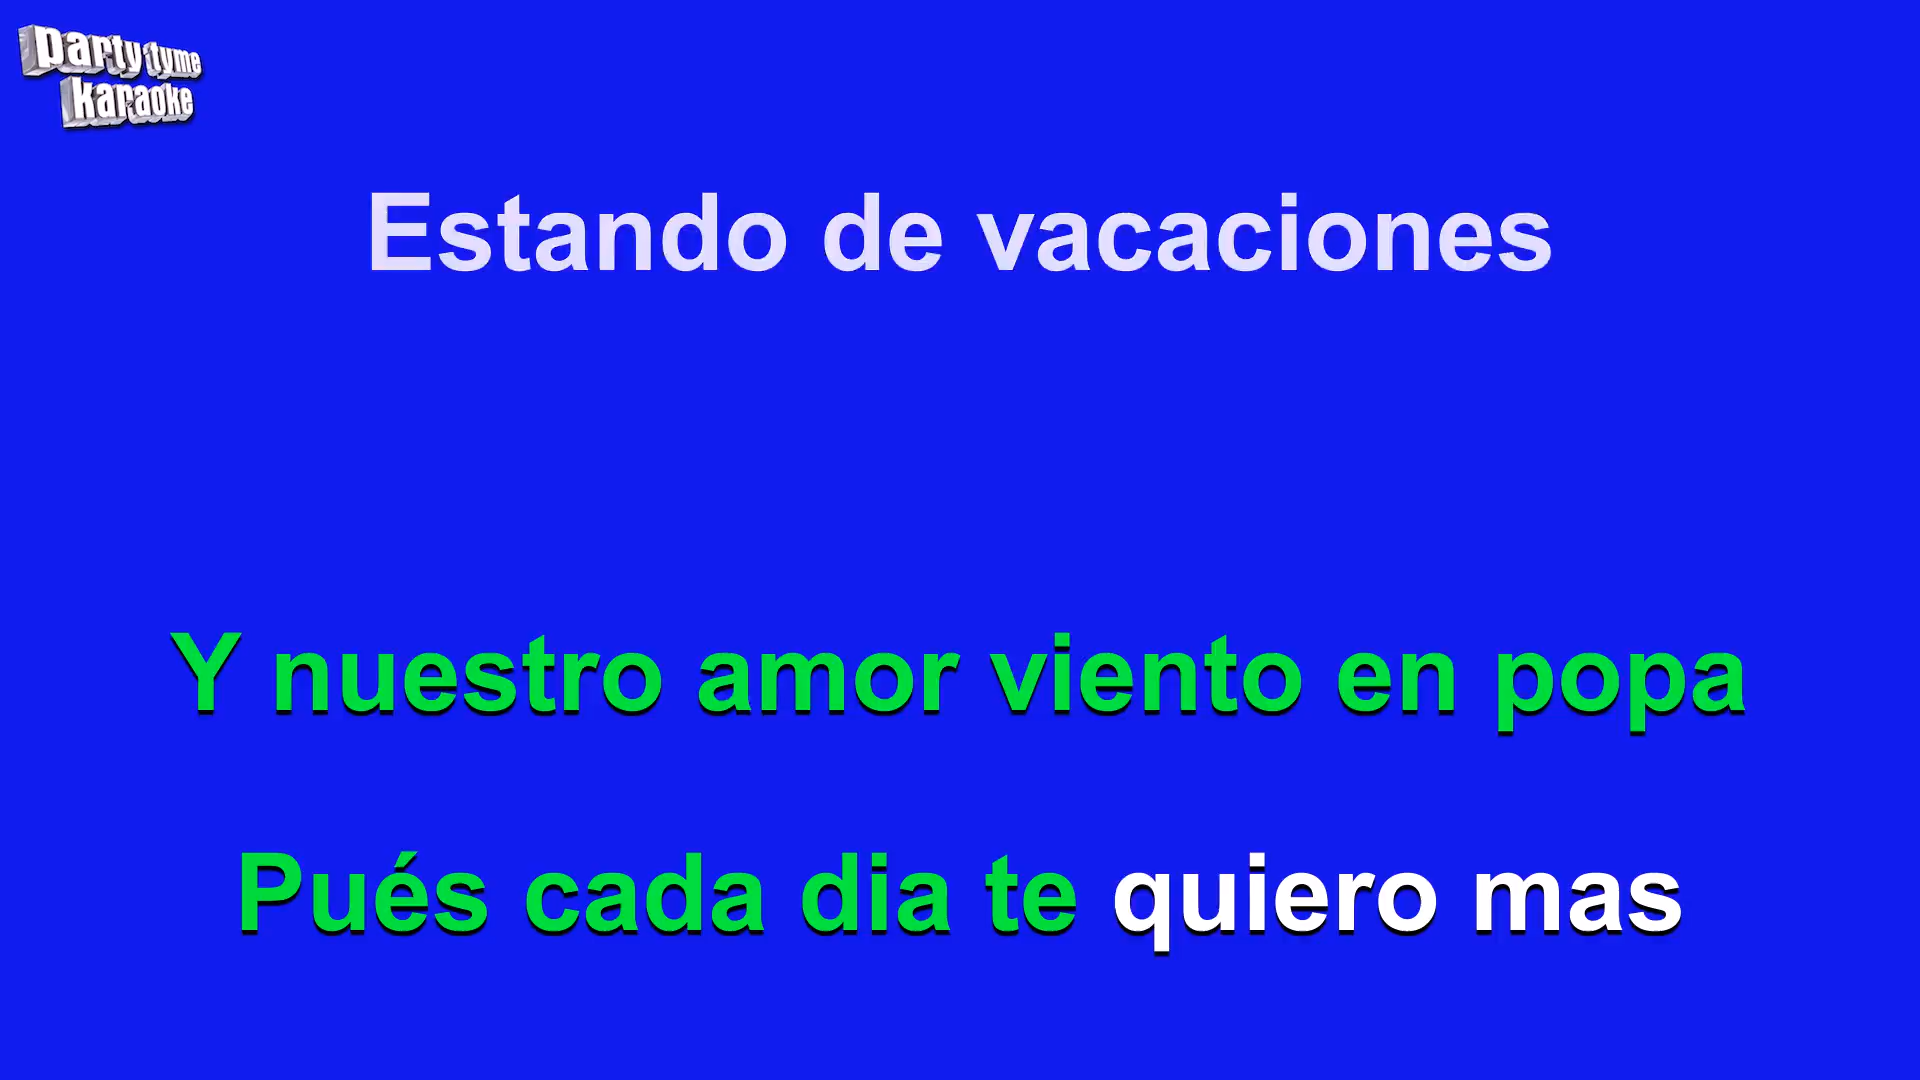 party tyme
karaoke
Estando de vacaciones
Y nuestro amor viento en popa
Pués cada dia te quiero mas